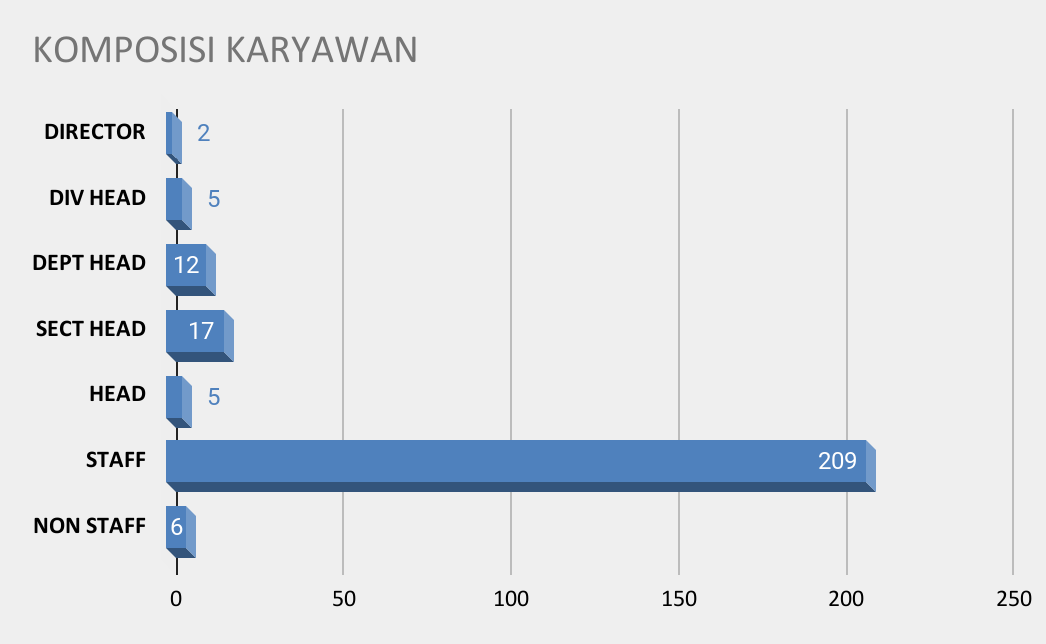 KOMPOSISI KARYAWAN
DIRECTOR 2
DIV HEAD 5
DEPT HEAD 12
SECT HEAD 17
HEAD 5
STAFF 209
NON STAFF 6
0 50 100 150 200 250